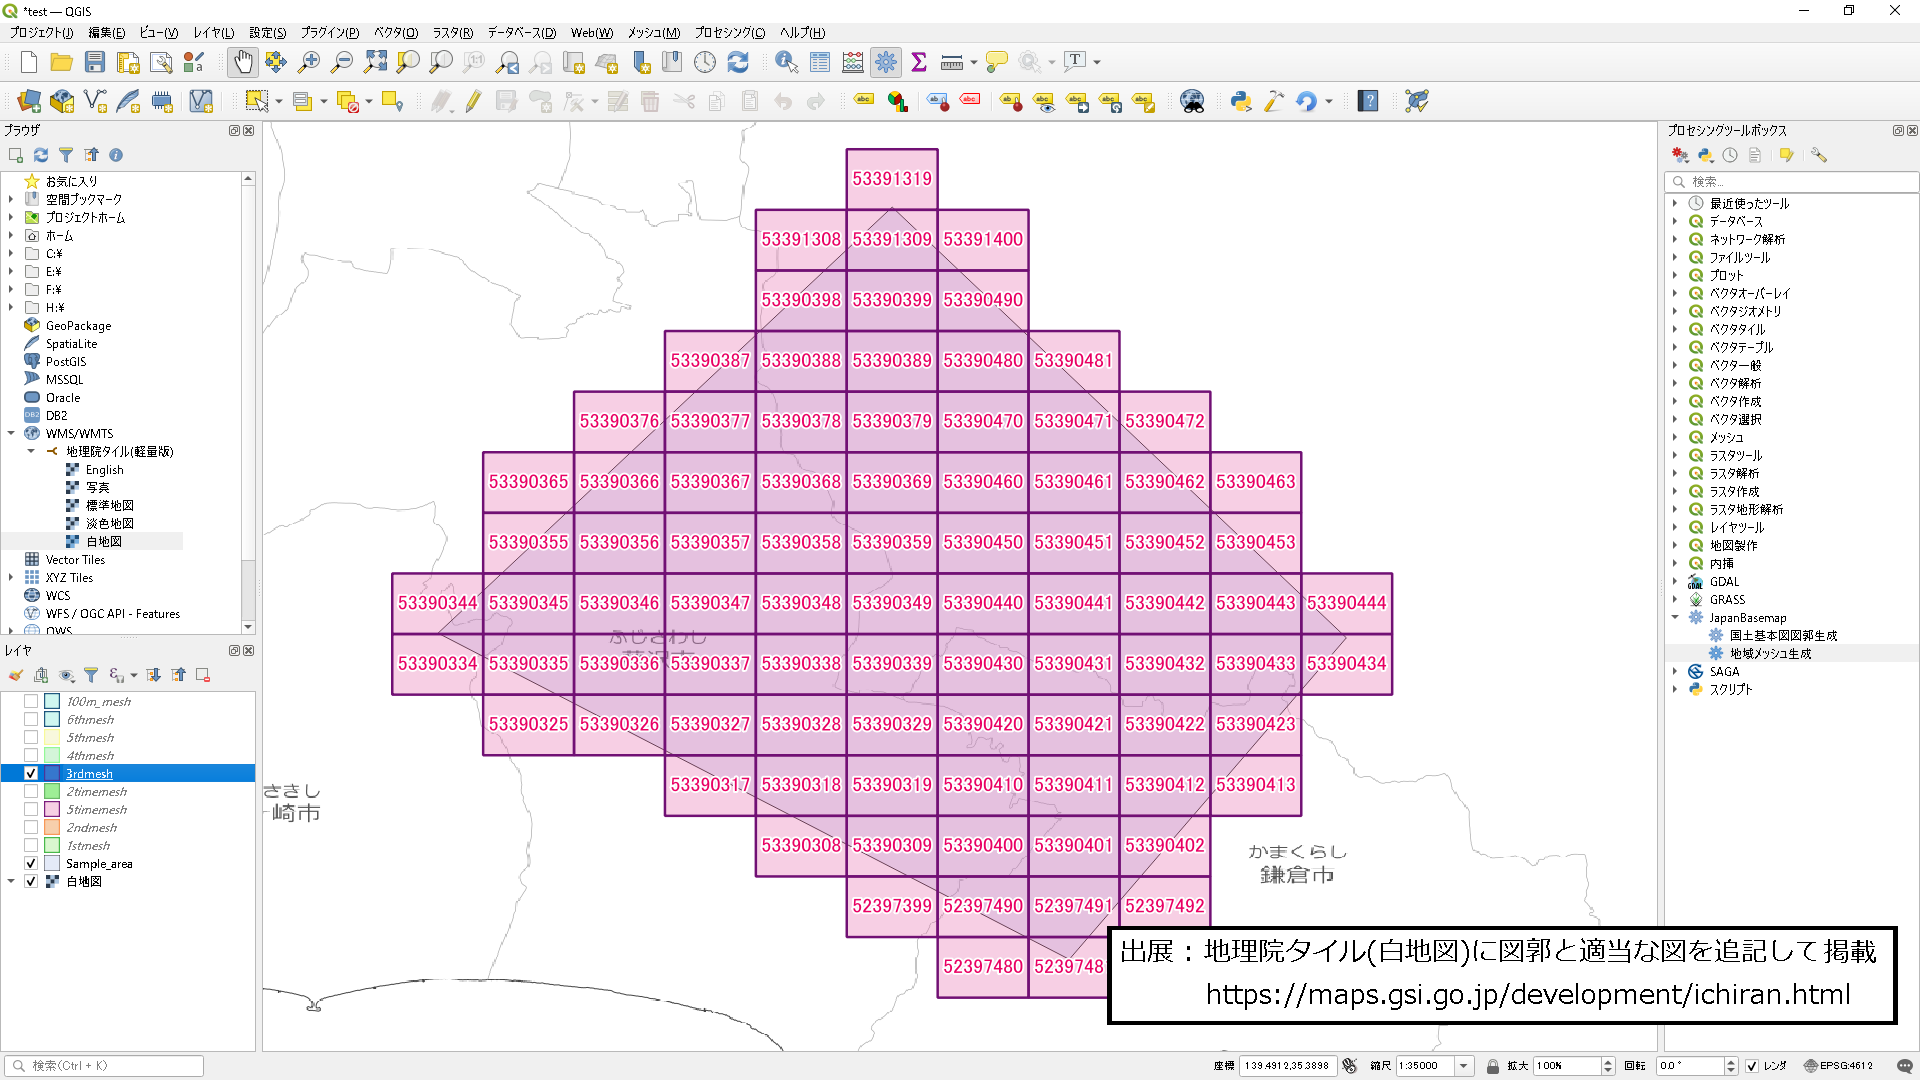 *test — QGIS
プロジェクト(J) 編集(E) ビュー(V) レイヤ(L) 設定(S) プラグイン(P) ベクタ(O) ラスタ(R) データベース(D) Web(W) メッシュ(M) プロセシング(C) ヘルプ(H)
ブラウザ
お気に入り
空間ブックマーク
プロジェクトホーム
ホーム
C:¥
E:¥
F:¥
H:¥
GeoPackage
SpatiaLite
PostGIS
MSSQL
Oracle
DB2
WMS/WMTS
地理院タイル(軽量版)
English
写真
標準地図
淡色地図
白地図
Vector Tiles
XYZ Tiles
WCS
WFS / OGC API - Features
OWS
レイヤ
100m_mesh
6thmesh
5thmesh
4thmesh
3rdmesh
2timemesh
5timemesh
2ndmesh
1stmesh
Sample_area
白地図
53391319
53391308 53391309 53391400
53390398 53390399 53390490
53390387 53390388 53390389 53390480 53390481
53390376 53390377 53390378 53390379 53390470 53390471 53390472
53390365 53390366 53390367 53390368 53390369 53390460 53390461 53390462 53390463
53390355 53390356 53390357 53390358 53390359 53390450 53390451 53390452 53390453
53390344 53390345 53390346 53390347 53390348 53390349 53390440 53390441 53390442 53390443 53390444
ふじさわし
藤沢市
53390334 53390335 53390336 53390337 53390338 53390339 53390430 53390431 53390432 53390433 53390434
53390325 53390326 53390327 53390328 53390329 53390420 53390421 53390422 53390423
53390317 53390318 53390319 53390410 53390411 53390412 53390413
53390308 53390309 53390400 53390401 53390402
52397399 52397490 52397491 52397492
52397480 5239748
さきし
崎市
かまくらし
鎌倉市
出展：地理院タイル(白地図)に図郭と適当な図を追記して掲載
https://maps.gsi.go.jp/development/ichiran.html
プロセシングツールボックス
検索...
最近使ったツール
データベース
ネットワーク解析
ファイルツール
プロット
ベクタオーバーレイ
ベクタジオメトリ
ベクタタイル
ベクタテーブル
ベクタ一般
ベクタ解析
ベクタ作成
ベクタ選択
メッシュ
ラスタツール
ラスタ解析
ラスタ作成
ラスタ地形解析
レイヤツール
地図製作
内挿
GDAL
GRASS
JapanBasemap
国土基本図図郭生成
地域メッシュ生成
SAGA
スクリプト
検索(Ctrl + K)
座標 139.4912,35.3898 縮尺 1:35000 拡大 100% 回転 0.0 ° レンダ EPSG:4612